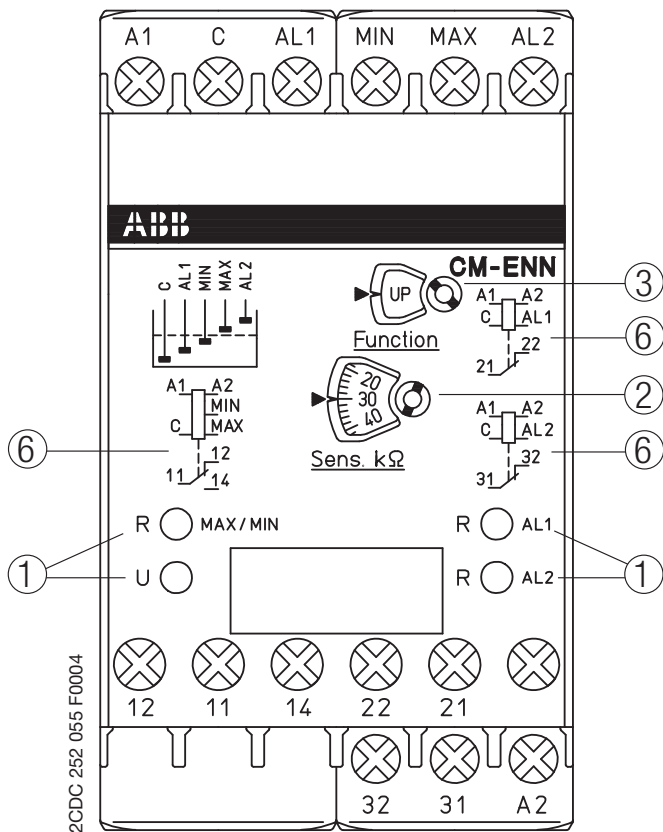 A1 C AL1 MIN MAX AL2
ABB
CM-ENN
C AL1 MIN MAX AL2
UP
Function
③
A1 A2
C AL1
22
21
⑥
20
30
40
Sens. kΩ
②
A1 A2
MIN
C MAX
12
11
14
⑥
A1 A2
C AL2
32
31
⑥
R MAX/MIN
U
①
R AL1
R AL2
①
12 11 14 22 21
32 31 A2
2CDC 252 055 F0004